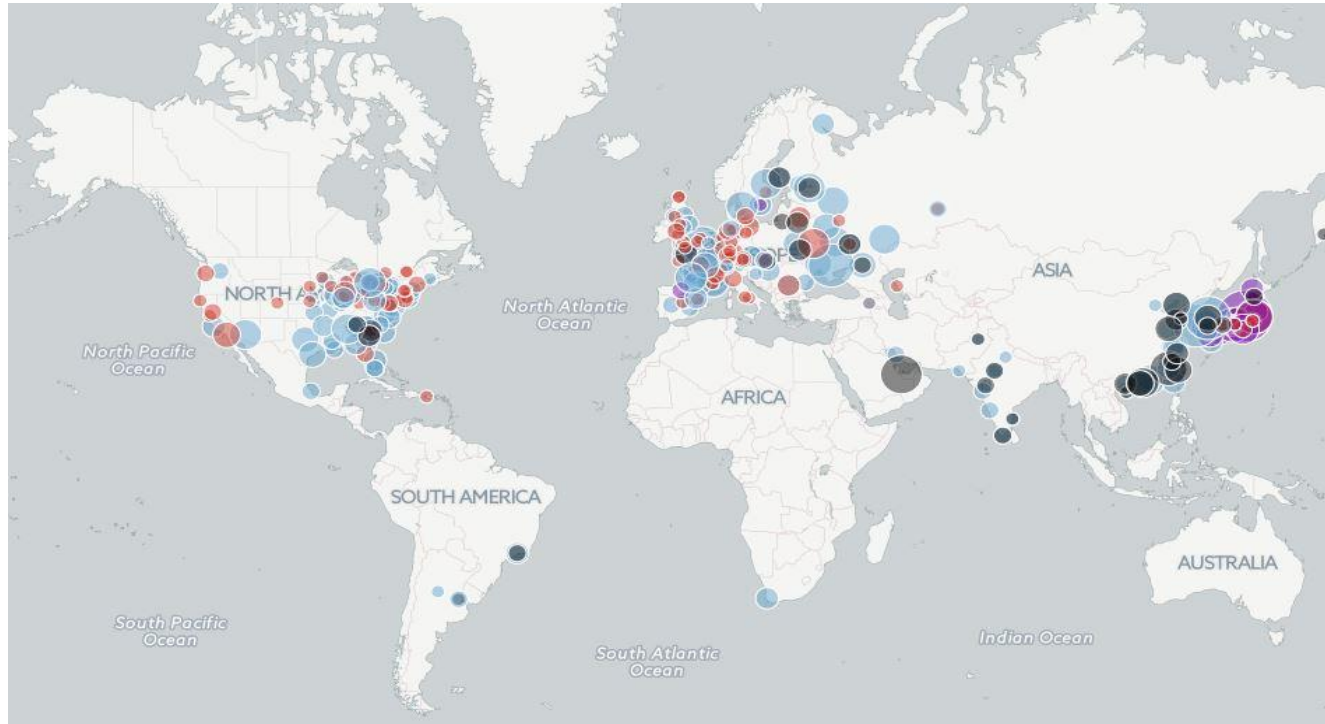 ASIA
NORTH A
North Atlantic
Ocean
North Pacific
Ocean
AFRICA
SOUTH AMERICA
AUSTRALIA
South Pacific
Ocean
South Atlantic
Ocean
Indian Ocean